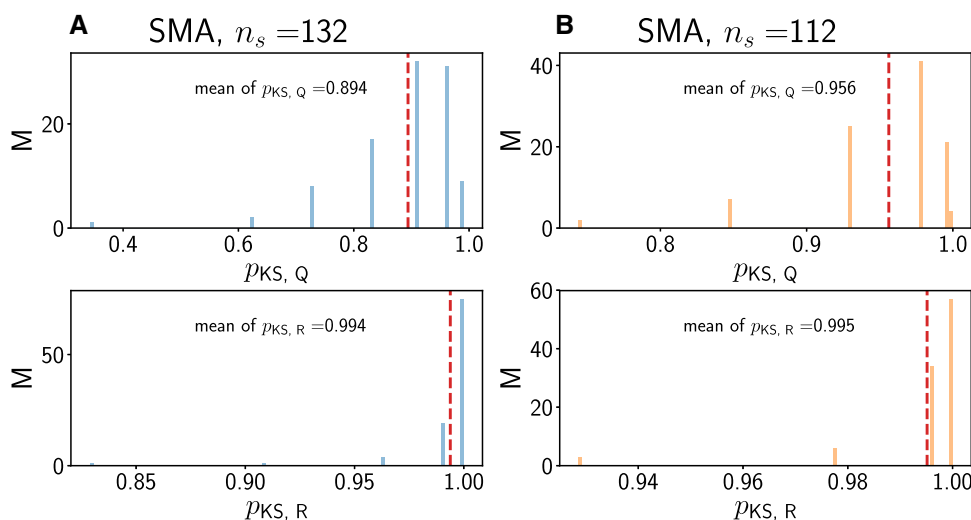 A
SMA, n_s =132
M
20
0
mean of p_KS, Q =0.894
0.4 0.6 0.8 1.0
p_KS, Q
M
50
0
mean of p_KS, R =0.994
0.85 0.90 0.95 1.00
p_KS, R
B
SMA, n_s =112
M
40
20
0
mean of p_KS, Q =0.956
0.8 0.9 1.0
p_KS, Q
M
60
40
20
0
mean of p_KS, R =0.995
0.94 0.96 0.98 1.00
p_KS, R